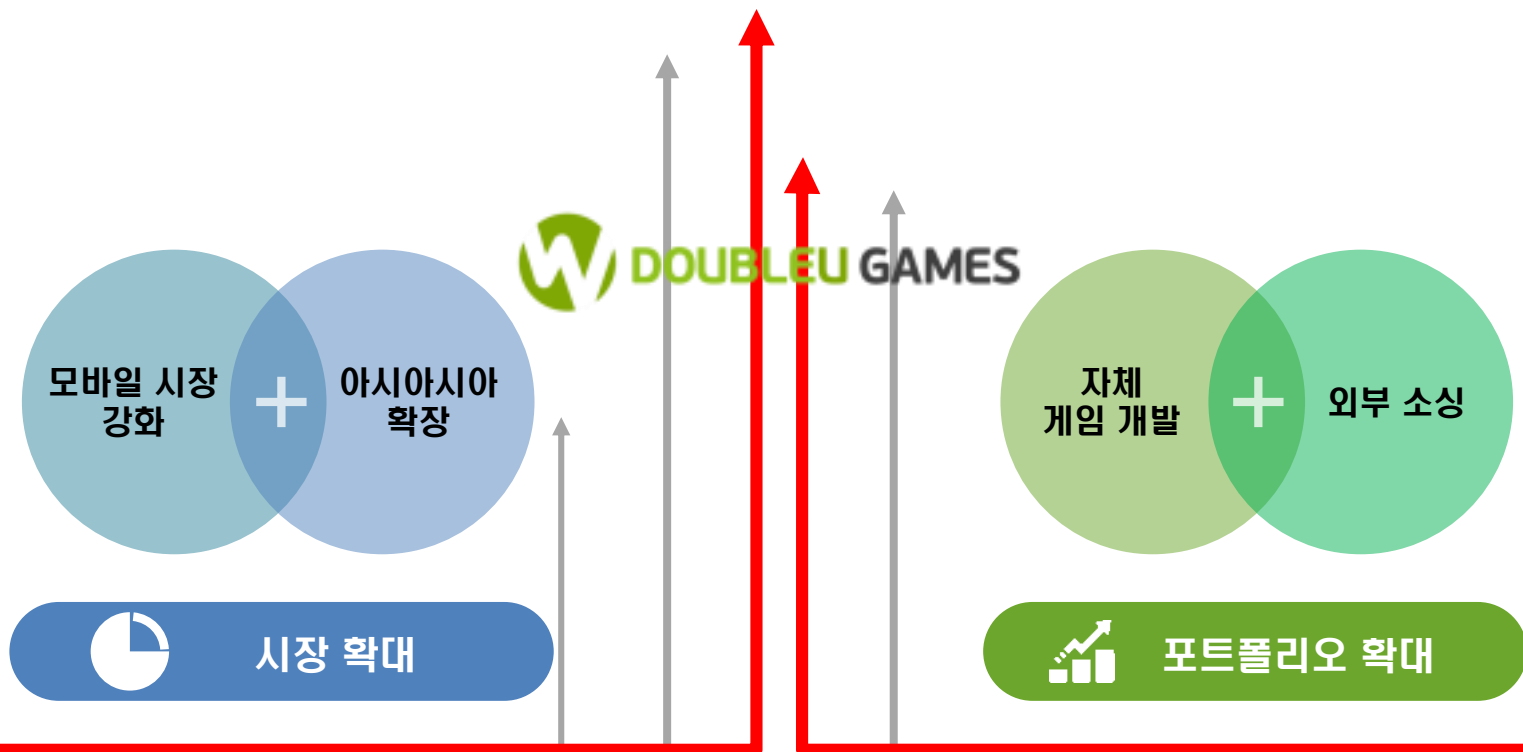 DOUBLEU GAMES
모바일 시장
강화
+
아시아시아
확장
자체
게임 개발
+
외부 소싱
시장 확대
포트폴리오 확대